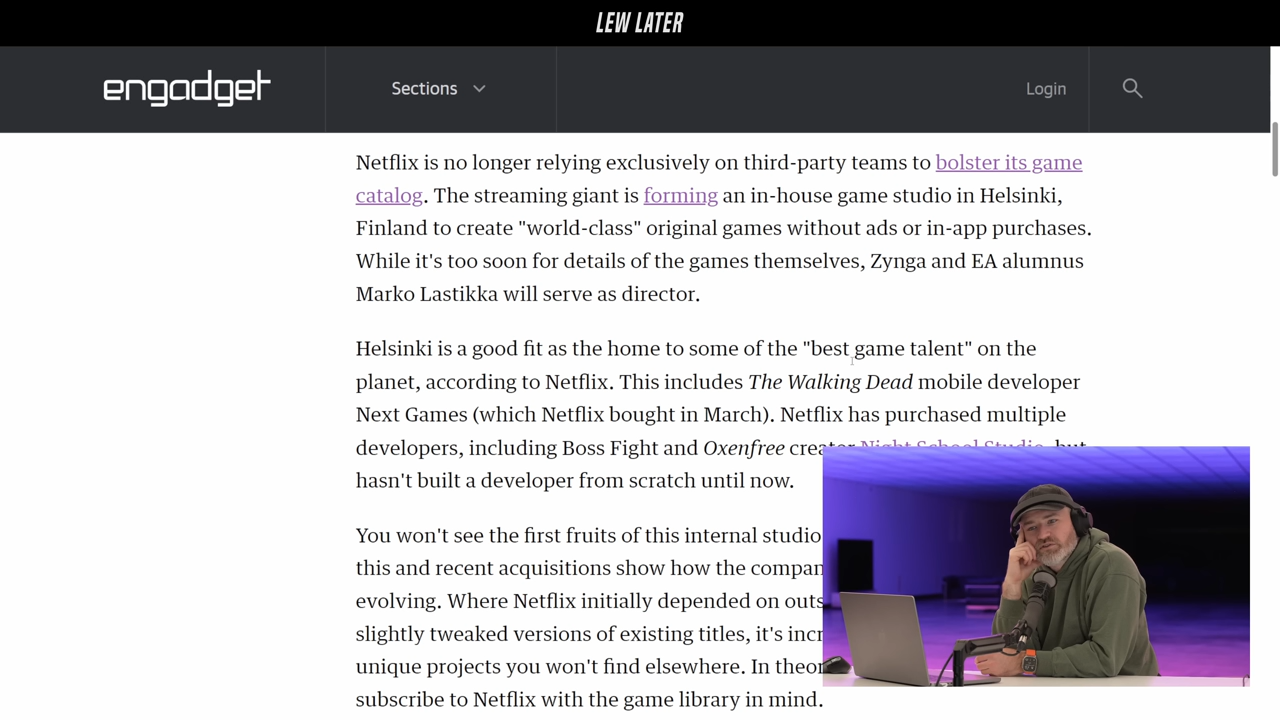 LEW LATER
engadget
Sections
Login
Netflix is no longer relying exclusively on third-party teams to bolster its game
catalog. The streaming giant is forming an in-house game studio in Helsinki,
Finland to create "world-class" original games without ads or in-app purchases.
While it's too soon for details of the games themselves, Zynga and EA alumnus
Marko Lastikka will serve as director.
Helsinki is a good fit as the home to some of the "best game talent" on the
planet, according to Netflix. This includes The Walking Dead mobile developer
Next Games (which Netflix bought in March). Netflix has purchased multiple
developers, including Boss Fight and Oxenfree creator Night School Studio, but
hasn't built a developer from scratch until now.
You won't see the first fruits of this internal studio
this and recent acquisitions show how the
evolving. Where Netflix initially depended on
slightly tweaked versions of existing titles, it's
unique projects you won't find elsewhere. In
subscribe to Netflix with the game library in mind.